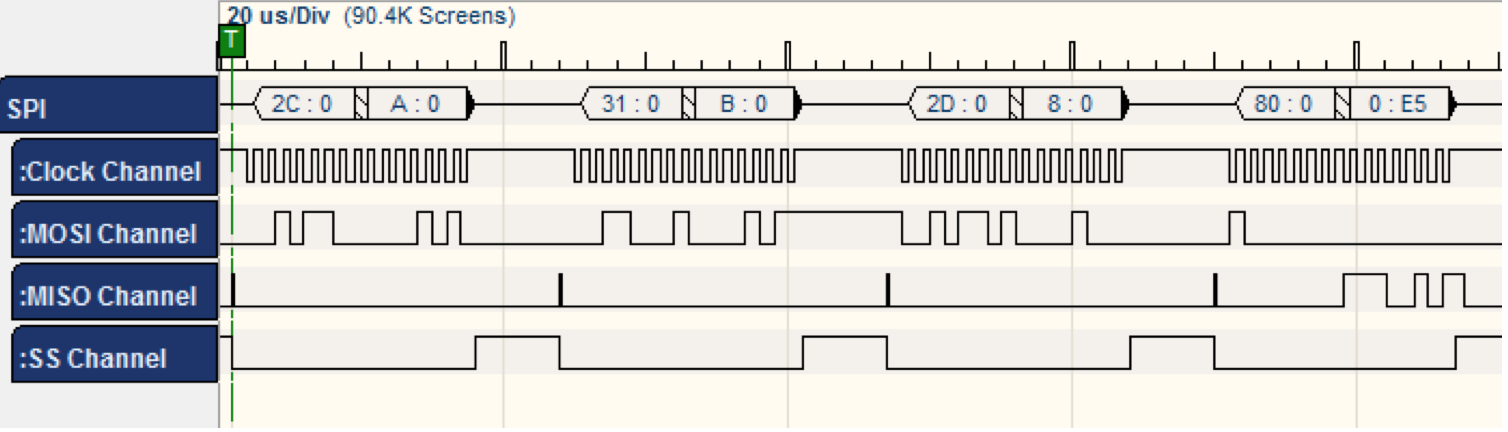 20 us/Div (90.4K Screens)
T
SPI 2C : 0 A : 0 31 : 0 B : 0 2D : 0 8 : 0 80 : 0 0 : E5
:Clock Channel
:MOSI Channel
:MISO Channel
:SS Channel